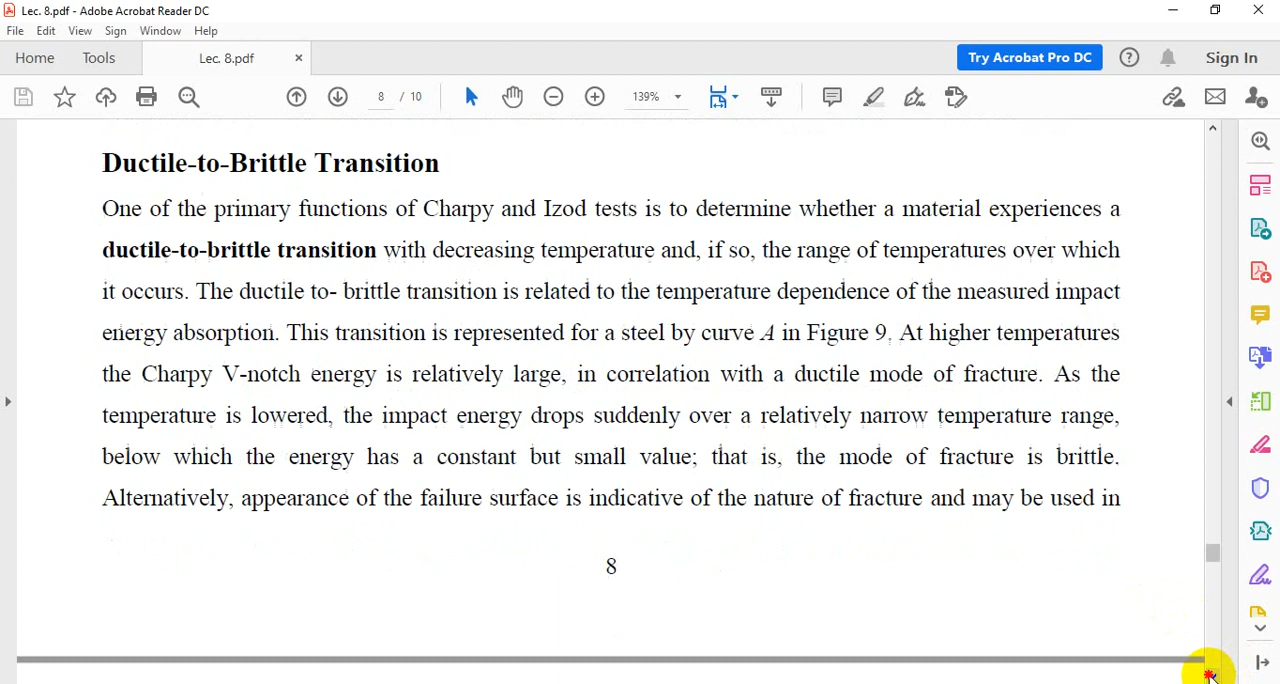 Lec. 8.pdf - Adobe Acrobat Reader DC
File Edit View Sign Window Help
Home Tools Lec. 8.pdf × Try Acrobat Pro DC Sign In
8 / 10 139%
Ductile-to-Brittle Transition
One of the primary functions of Charpy and Izod tests is to determine whether a material experiences a
ductile-to-brittle transition with decreasing temperature and, if so, the range of temperatures over which
it occurs. The ductile to- brittle transition is related to the temperature dependence of the measured impact
energy absorption. This transition is represented for a steel by curve A in Figure 9. At higher temperatures
the Charpy V-notch energy is relatively large, in correlation with a ductile mode of fracture. As the
temperature is lowered, the impact energy drops suddenly over a relatively narrow temperature range,
below which the energy has a constant but small value; that is, the mode of fracture is brittle.
Alternatively, appearance of the failure surface is indicative of the nature of fracture and may be used in
8